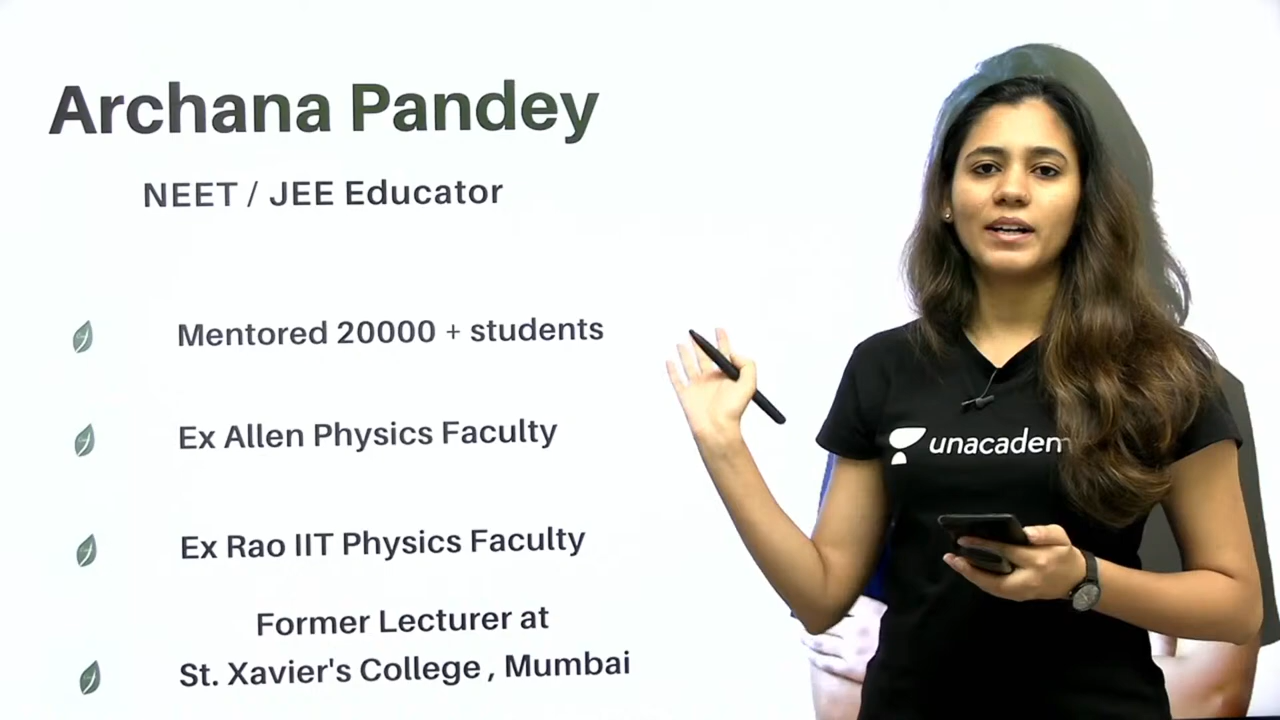 Archana Pandey
NEET / JEE Educator
Mentored 20000 + students
Ex Allen Physics Faculty
Ex Rao IIT Physics Faculty
Former Lecturer at
St. Xavier's College , Mumbai
unacadem